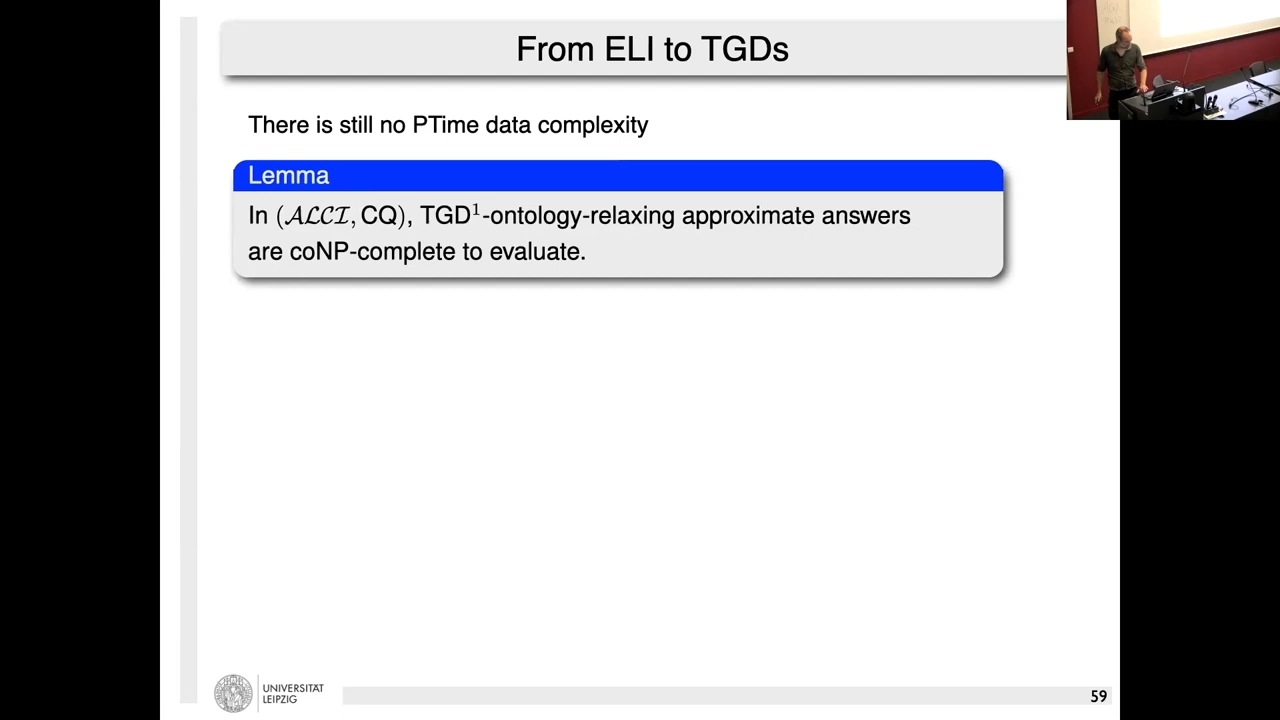 From ELI to TGDs
There is still no PTime data complexity
Lemma
In (𝒜ℒ𝒞ℐ, CQ), TGD¹-ontology-relaxing approximate answers
are coNP-complete to evaluate.
UNIVERSITÄT
LEIPZIG
59